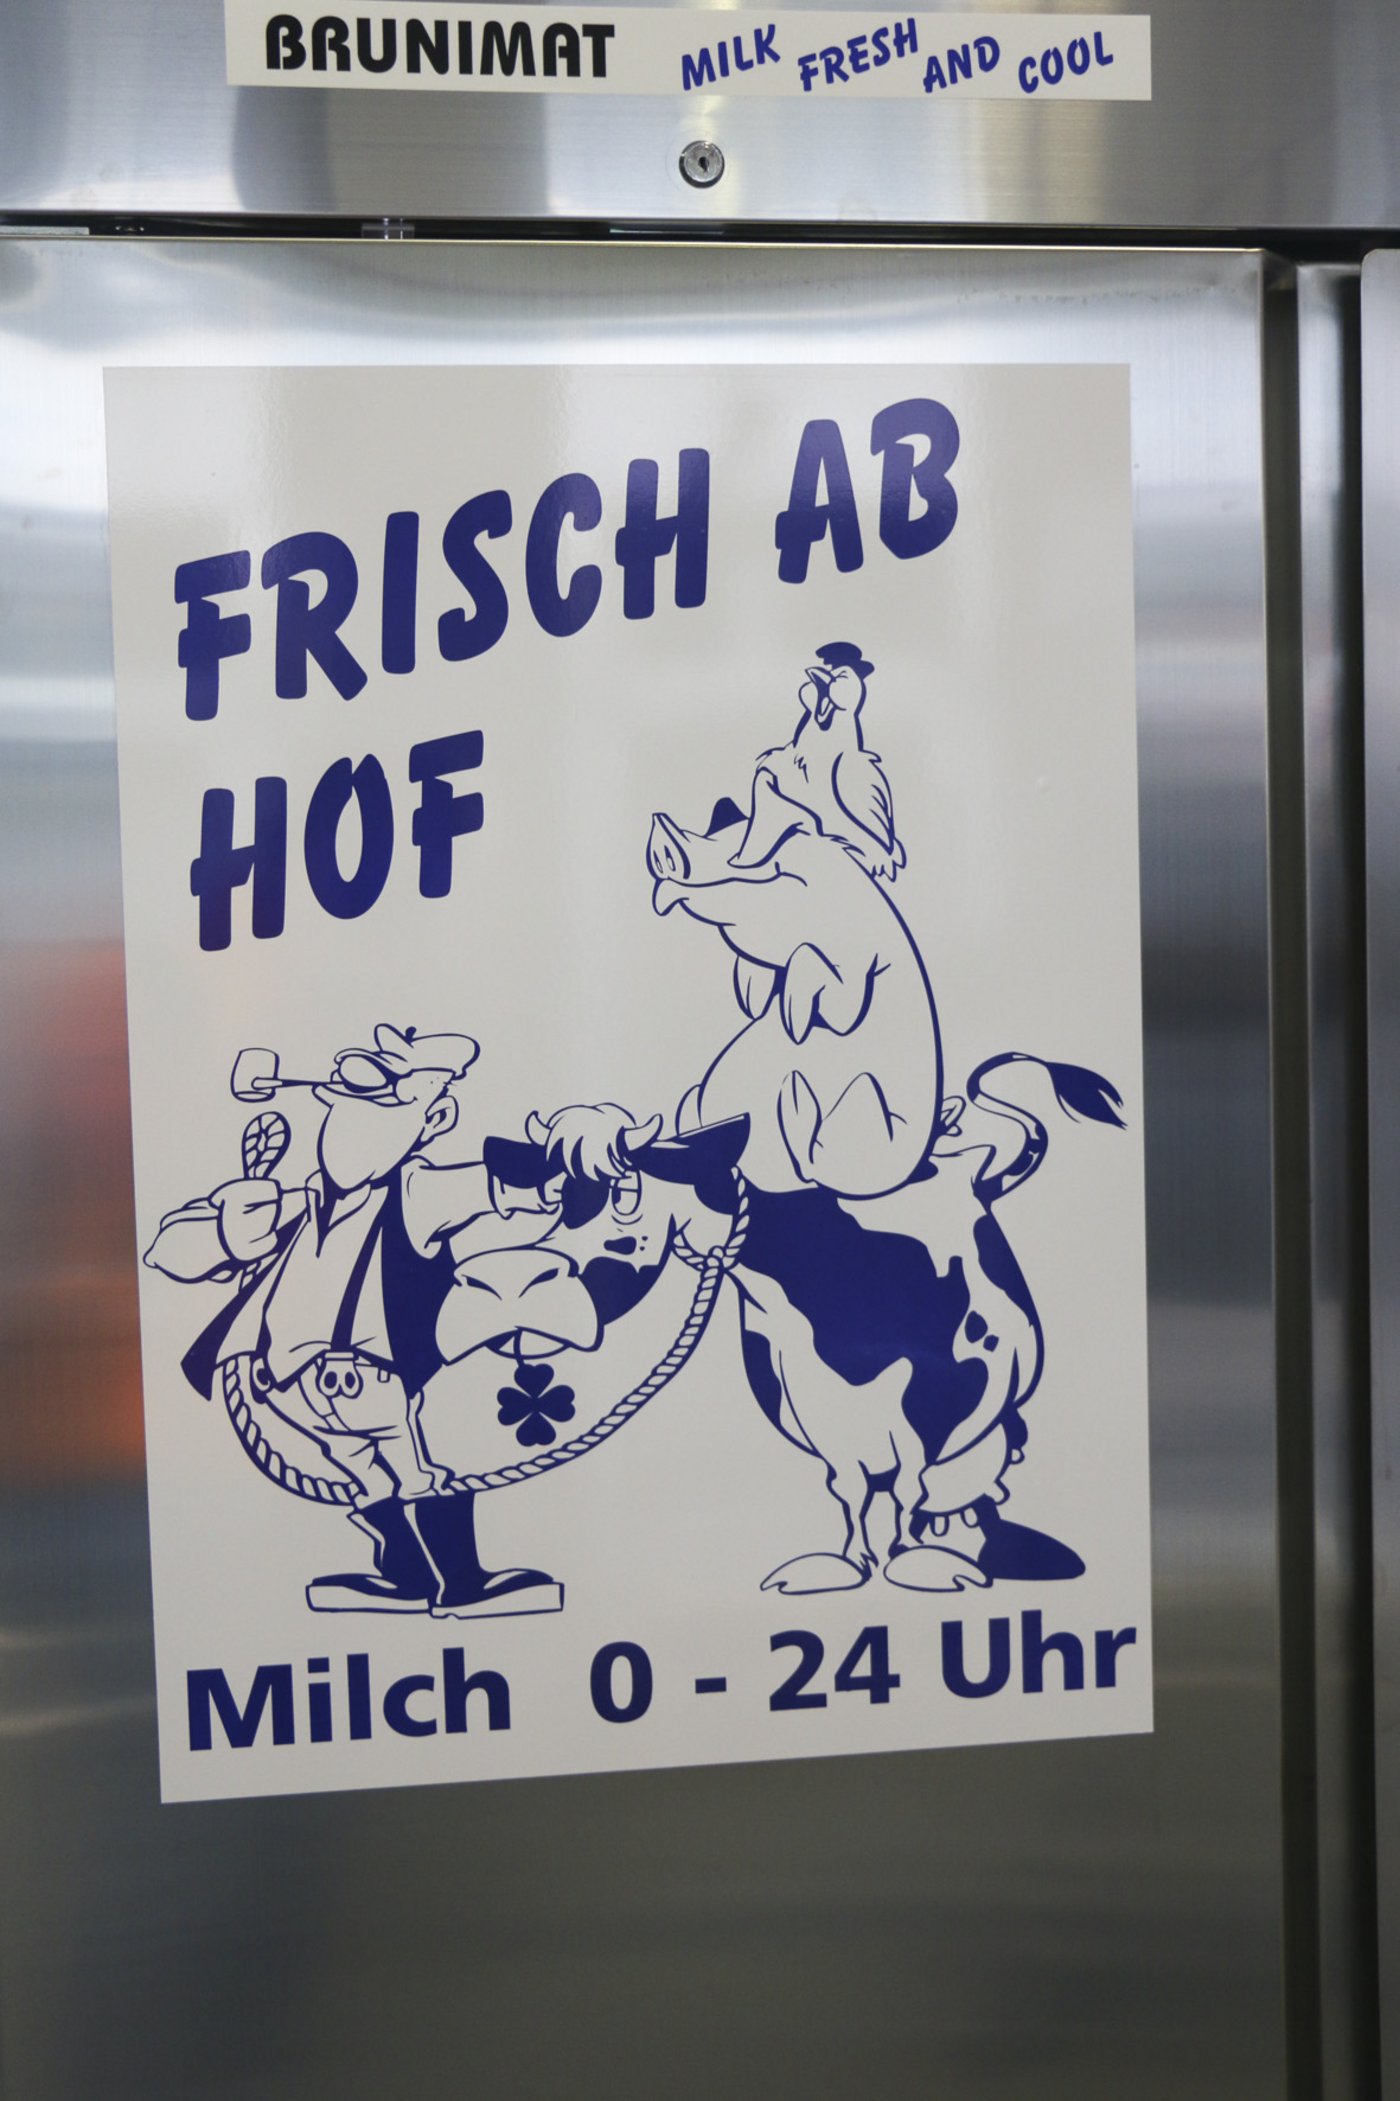 BRUNIMAT MILK FRESH AND COOL
FRISCH AB
HOF
Milch 0 - 24 Uhr